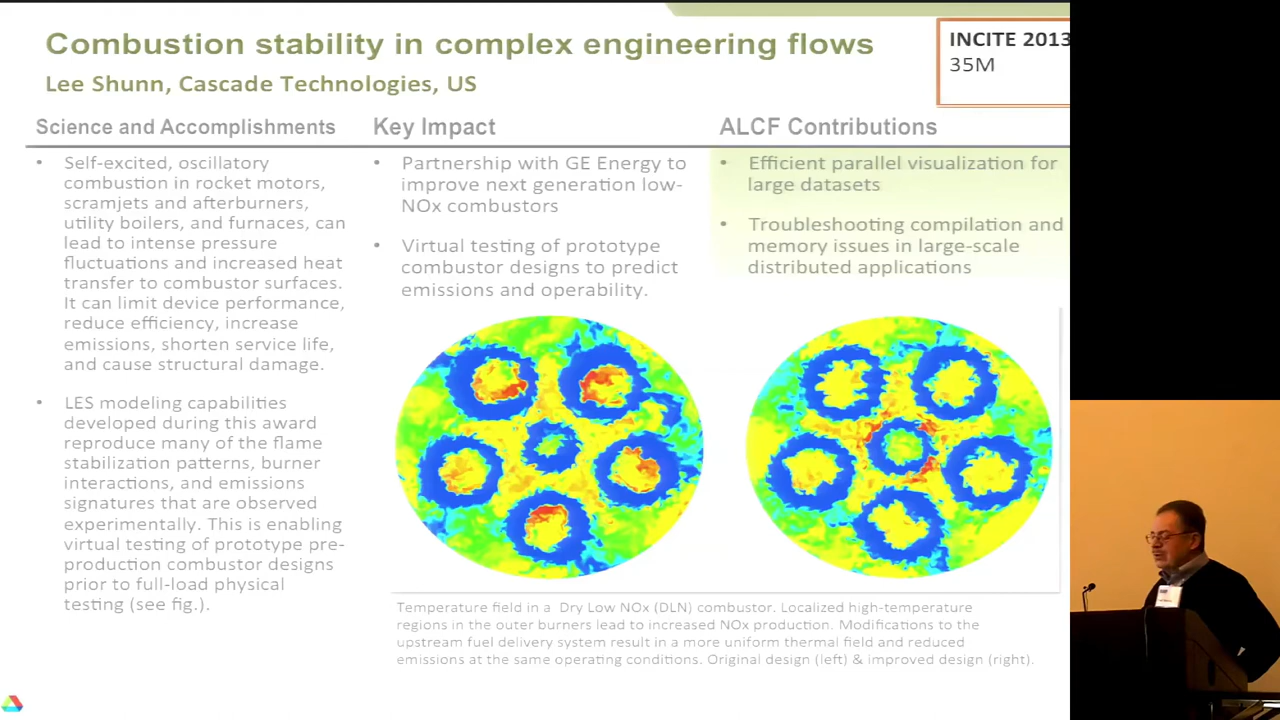 Combustion stability in complex engineering flows
Lee Shunn, Cascade Technologies, US
INCITE 2013
35M
Science and Accomplishments
• Self-excited, oscillatory
combustion in rocket motors,
scramjets and afterburners,
utility boilers, and furnaces, can
lead to intense pressure
fluctuations and increased heat
transfer to combustor surfaces.
It can limit device performance,
reduce efficiency, increase
emissions, shorten service life,
and cause structural damage.
• LES modeling capabilities
developed during this award
reproduce many of the flame
stabilization patterns, burner
interactions, and emissions
signatures that are observed
experimentally. This is enabling
virtual testing of prototype pre-
production combustor designs
prior to full-load physical
testing (see fig.).
Key Impact
• Partnership with GE Energy to
improve next generation low-
NOx combustors
• Virtual testing of prototype
combustor designs to predict
emissions and operability.
ALCF Contributions
• Efficient parallel visualization for
large datasets
• Troubleshooting compilation and
memory issues in large-scale
distributed applications
Temperature field in a Dry Low NOx (DLN) combustor. Localized high-temperature
regions in the outer burners lead to increased NOx production. Modifications to the
upstream fuel delivery system result in a more uniform thermal field and reduced
emissions at the same operating conditions. Original design (left) & improved design (right).